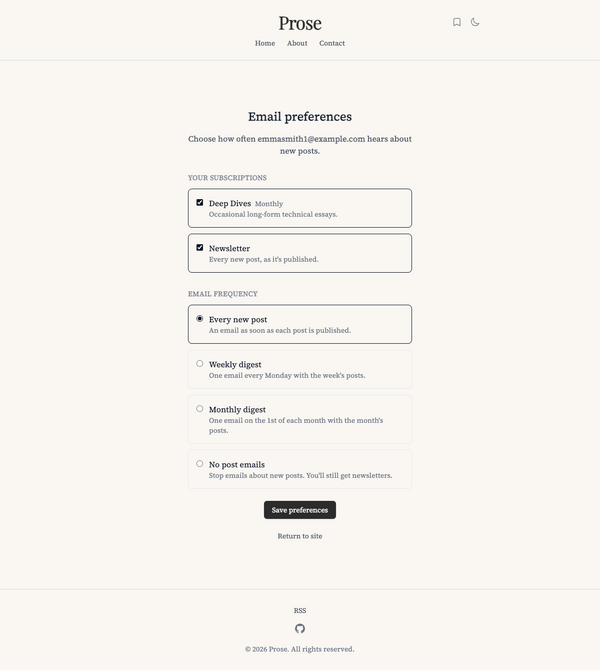 Prose
Home About Contact
Email preferences
Choose how often emmasmith1@example.com hears about
new posts.
YOUR SUBSCRIPTIONS
Deep Dives Monthly
Occasional long-form technical essays.
Newsletter
Every new post, as it's published.
EMAIL FREQUENCY
Every new post
An email as soon as each post is published.
Weekly digest
One email every Monday with the week's posts.
Monthly digest
One email on the 1st of each month with the month's
posts.
No post emails
Stop emails about new posts. You'll still get newsletters.
Save preferences
Return to site
RSS
© 2026 Prose. All rights reserved.